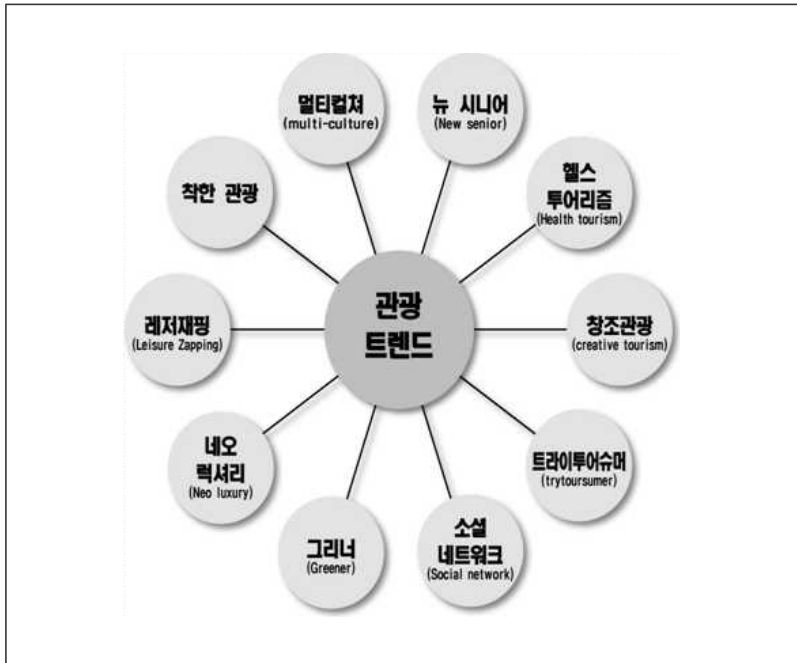 멀티컬쳐
(multi-culture)
뉴 시니어
(New senior)
헬스
투어리즘
(Health tourism)
창조관광
(creative tourism)
트라이투어슈머
(trytoursumer)
소셜
네트워크
(Social network)
그리너
(Greener)
네오
럭셔리
(Neo luxury)
레저재핑
(Leisure Zapping)
착한 관광
관광
트렌드